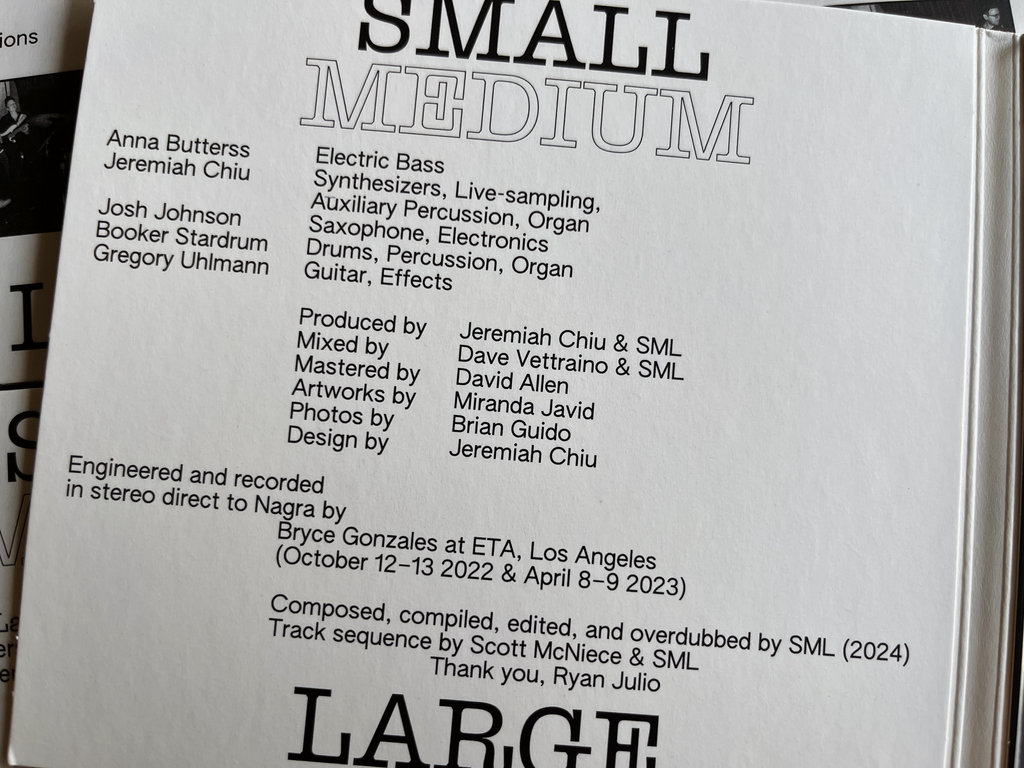 SMALL
MEDIUM
Anna Butterss Electric Bass
Jeremiah Chiu Synthesizers, Live-sampling,
Auxiliary Percussion, Organ
Josh Johnson Saxophone, Electronics
Booker Stardrum Drums, Percussion, Organ
Gregory Uhlmann Guitar, Effects
Produced by Jeremiah Chiu & SML
Mixed by Dave Vettraino & SML
Mastered by David Allen
Artworks by Miranda Javid
Photos by Brian Guido
Design by Jeremiah Chiu
Engineered and recorded
in stereo direct to Nagra by
Bryce Gonzales at ETA, Los Angeles
(October 12–13 2022 & April 8–9 2023)
Composed, compiled, edited, and overdubbed by SML (2024)
Track sequence by Scott McNiece & SML
Thank you, Ryan Julio
LARGE